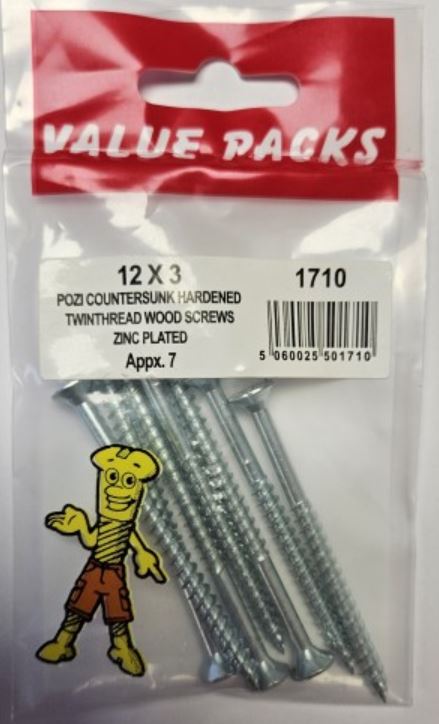 VALUE PACKS
12 X 3
POZI COUNTERSUNK HARDENED
TWINTHREAD WOOD SCREWS
ZINC PLATED
Appx. 7
1710
5 060025 501710